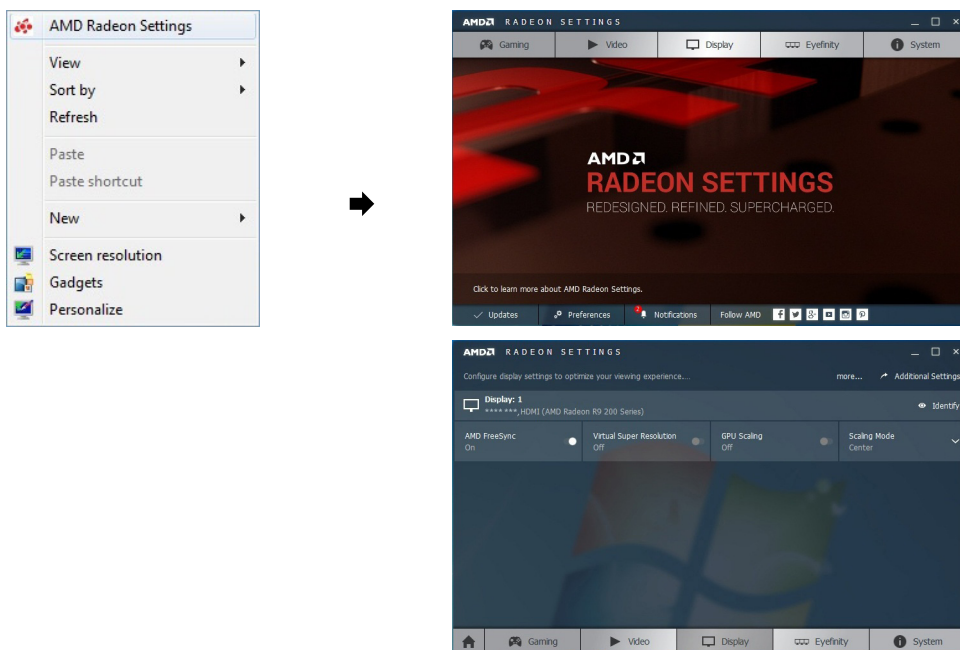 AMD Radeon Settings
View
Sort by
Refresh
Paste
Paste shortcut
New
Screen resolution
Gadgets
Personalize
AMD RADEON SETTINGS
Gaming Video Display Eyefinity System
AMD
RADEON SETTINGS
REDESIGNED. REFINED. SUPERCHARGED.
Click to learn more about AMD Radeon Settings.
Updates Preferences 2 Notifications Follow AMD
AMD RADEON SETTINGS
Configure display settings to optimize your viewing experience.... more... Additional Settings
Display: 1
**** ***, HDMI (AMD Radeon R9 200 Series) Identify
AMD FreeSync Virtual Super Resolution GPU Scaling Scaling Mode
On Off Off Center
Gaming Video Display Eyefinity System